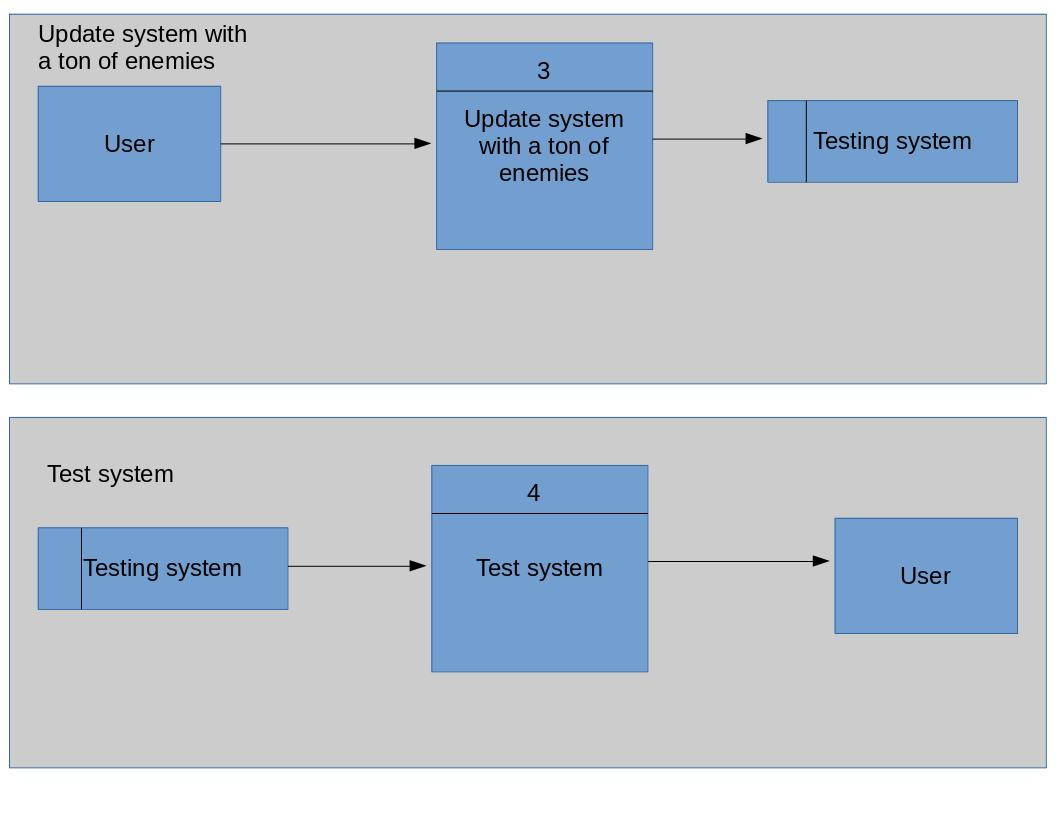 Update system with
a ton of enemies
3
User
Update system
with a ton of
enemies
Testing system
Test system
4
Testing system
Test system
User